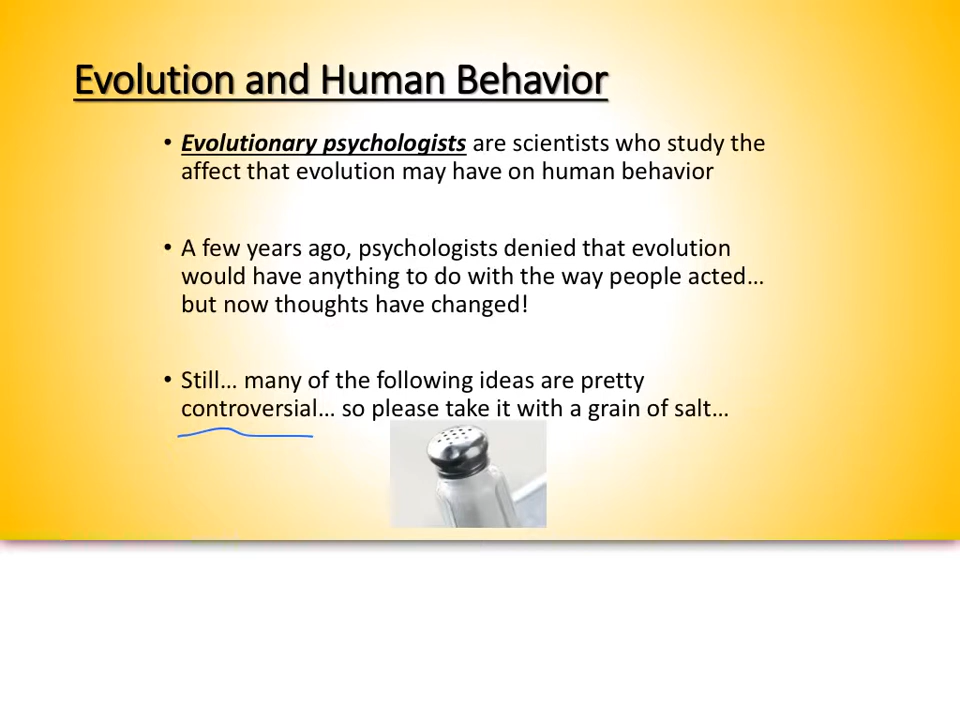 Evolution and Human Behavior
• Evolutionary psychologists are scientists who study the
affect that evolution may have on human behavior
• A few years ago, psychologists denied that evolution
would have anything to do with the way people acted…
but now thoughts have changed!
• Still… many of the following ideas are pretty
controversial… so please take it with a grain of salt…